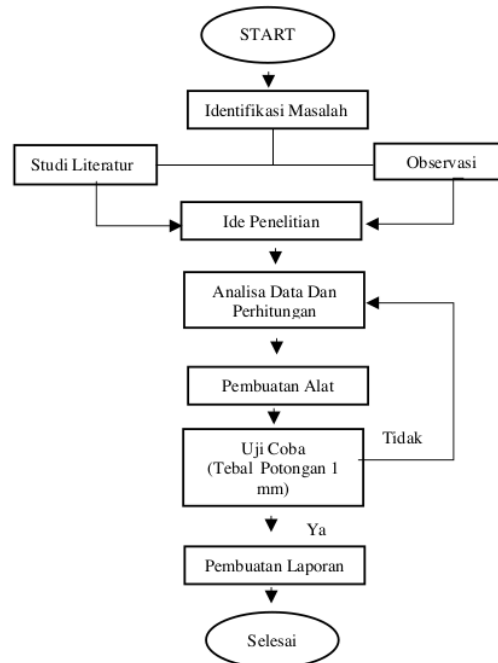 START
Identifikasi Masalah
Studi Literatur
Observasi
Ide Penelitian
Analisa Data Dan
Perhitungan
Pembuatan Alat
Uji Coba
(Tebal Potongan 1
mm)
Tidak
Ya
Pembuatan Laporan
Selesai